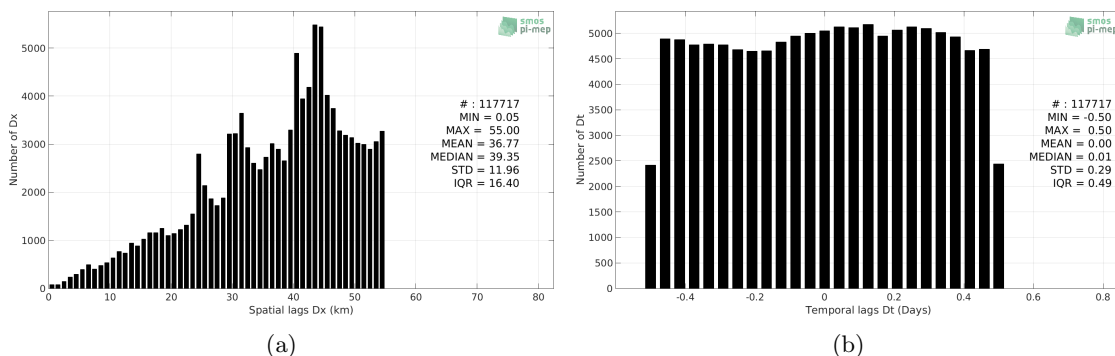 smos
pi-mep
Number of Dx
5000
4000
3000
2000
1000
0
# : 117717
MIN = 0.05
MAX = 55.00
MEAN = 36.77
MEDIAN = 39.35
STD = 11.96
IQR = 16.40
0 10 20 30 40 50 60 70 80
Spatial lags Dx (km)
(a)
smos
pi-mep
Number of Dt
5000
4500
4000
3500
3000
2500
2000
1500
1000
500
0
# : 117717
MIN = -0.50
MAX = 0.50
MEAN = 0.00
MEDIAN = 0.01
STD = 0.29
IQR = 0.49
-0.4 -0.2 0 0.2 0.4 0.6 0.8
Temporal lags Dt (Days)
(b)